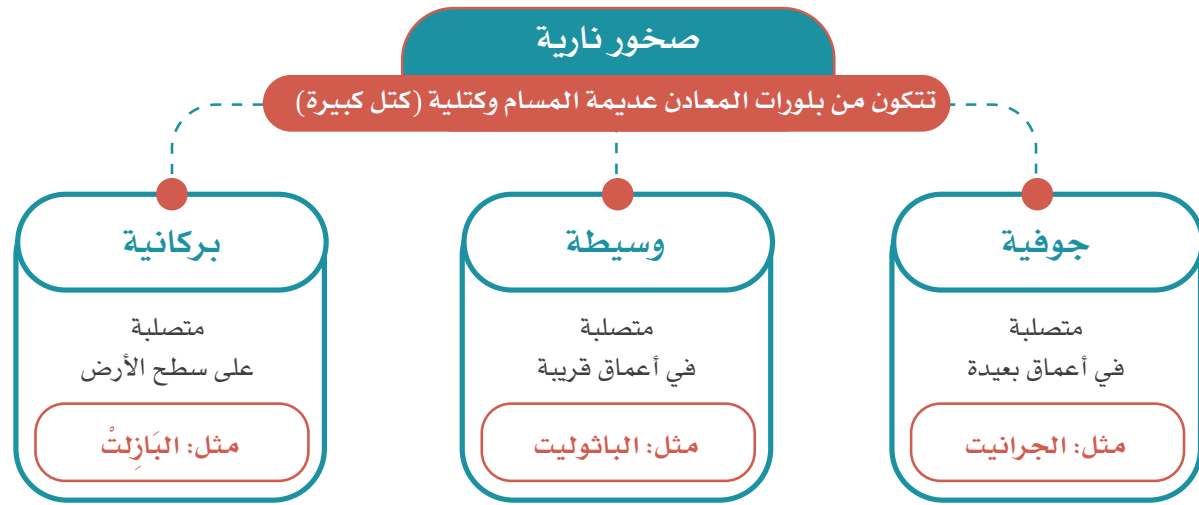 صخور نارية
تتكون من بلورات المعادن عديمة المسام وكتلية (كتل كبيرة)
جوفية
متصلبة
في أعماق بعيدة
مثل: الجرانيت
وسيطة
متصلبة
في أعماق قريبة
مثل: الباثوليت
بركانية
متصلبة
على سطح الأرض
مثل: البَازِلتْ